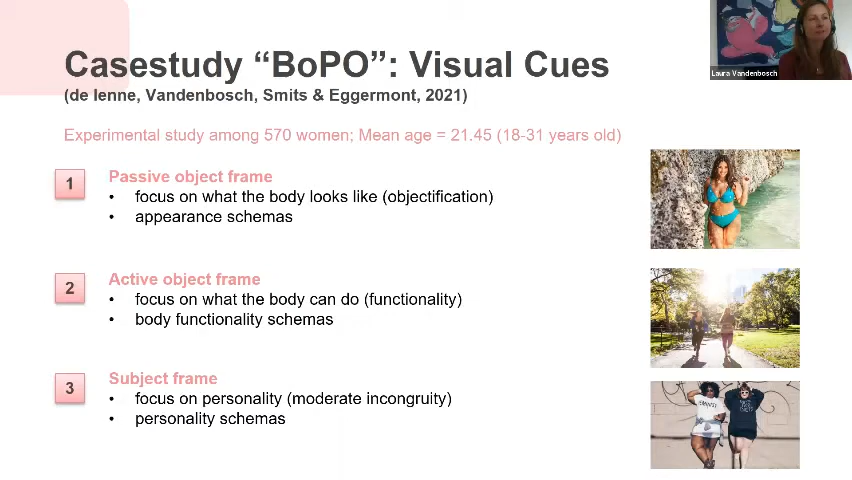 Laura Vandenbosch
Casestudy “BoPO”: Visual Cues
(de lenne, Vandenbosch, Smits & Eggermont, 2021)
Experimental study among 570 women; Mean age = 21.45 (18-31 years old)
1
Passive object frame
• focus on what the body looks like (objectification)
• appearance schemas
2
Active object frame
• focus on what the body can do (functionality)
• body functionality schemas
3
Subject frame
• focus on personality (moderate incongruity)
• personality schemas